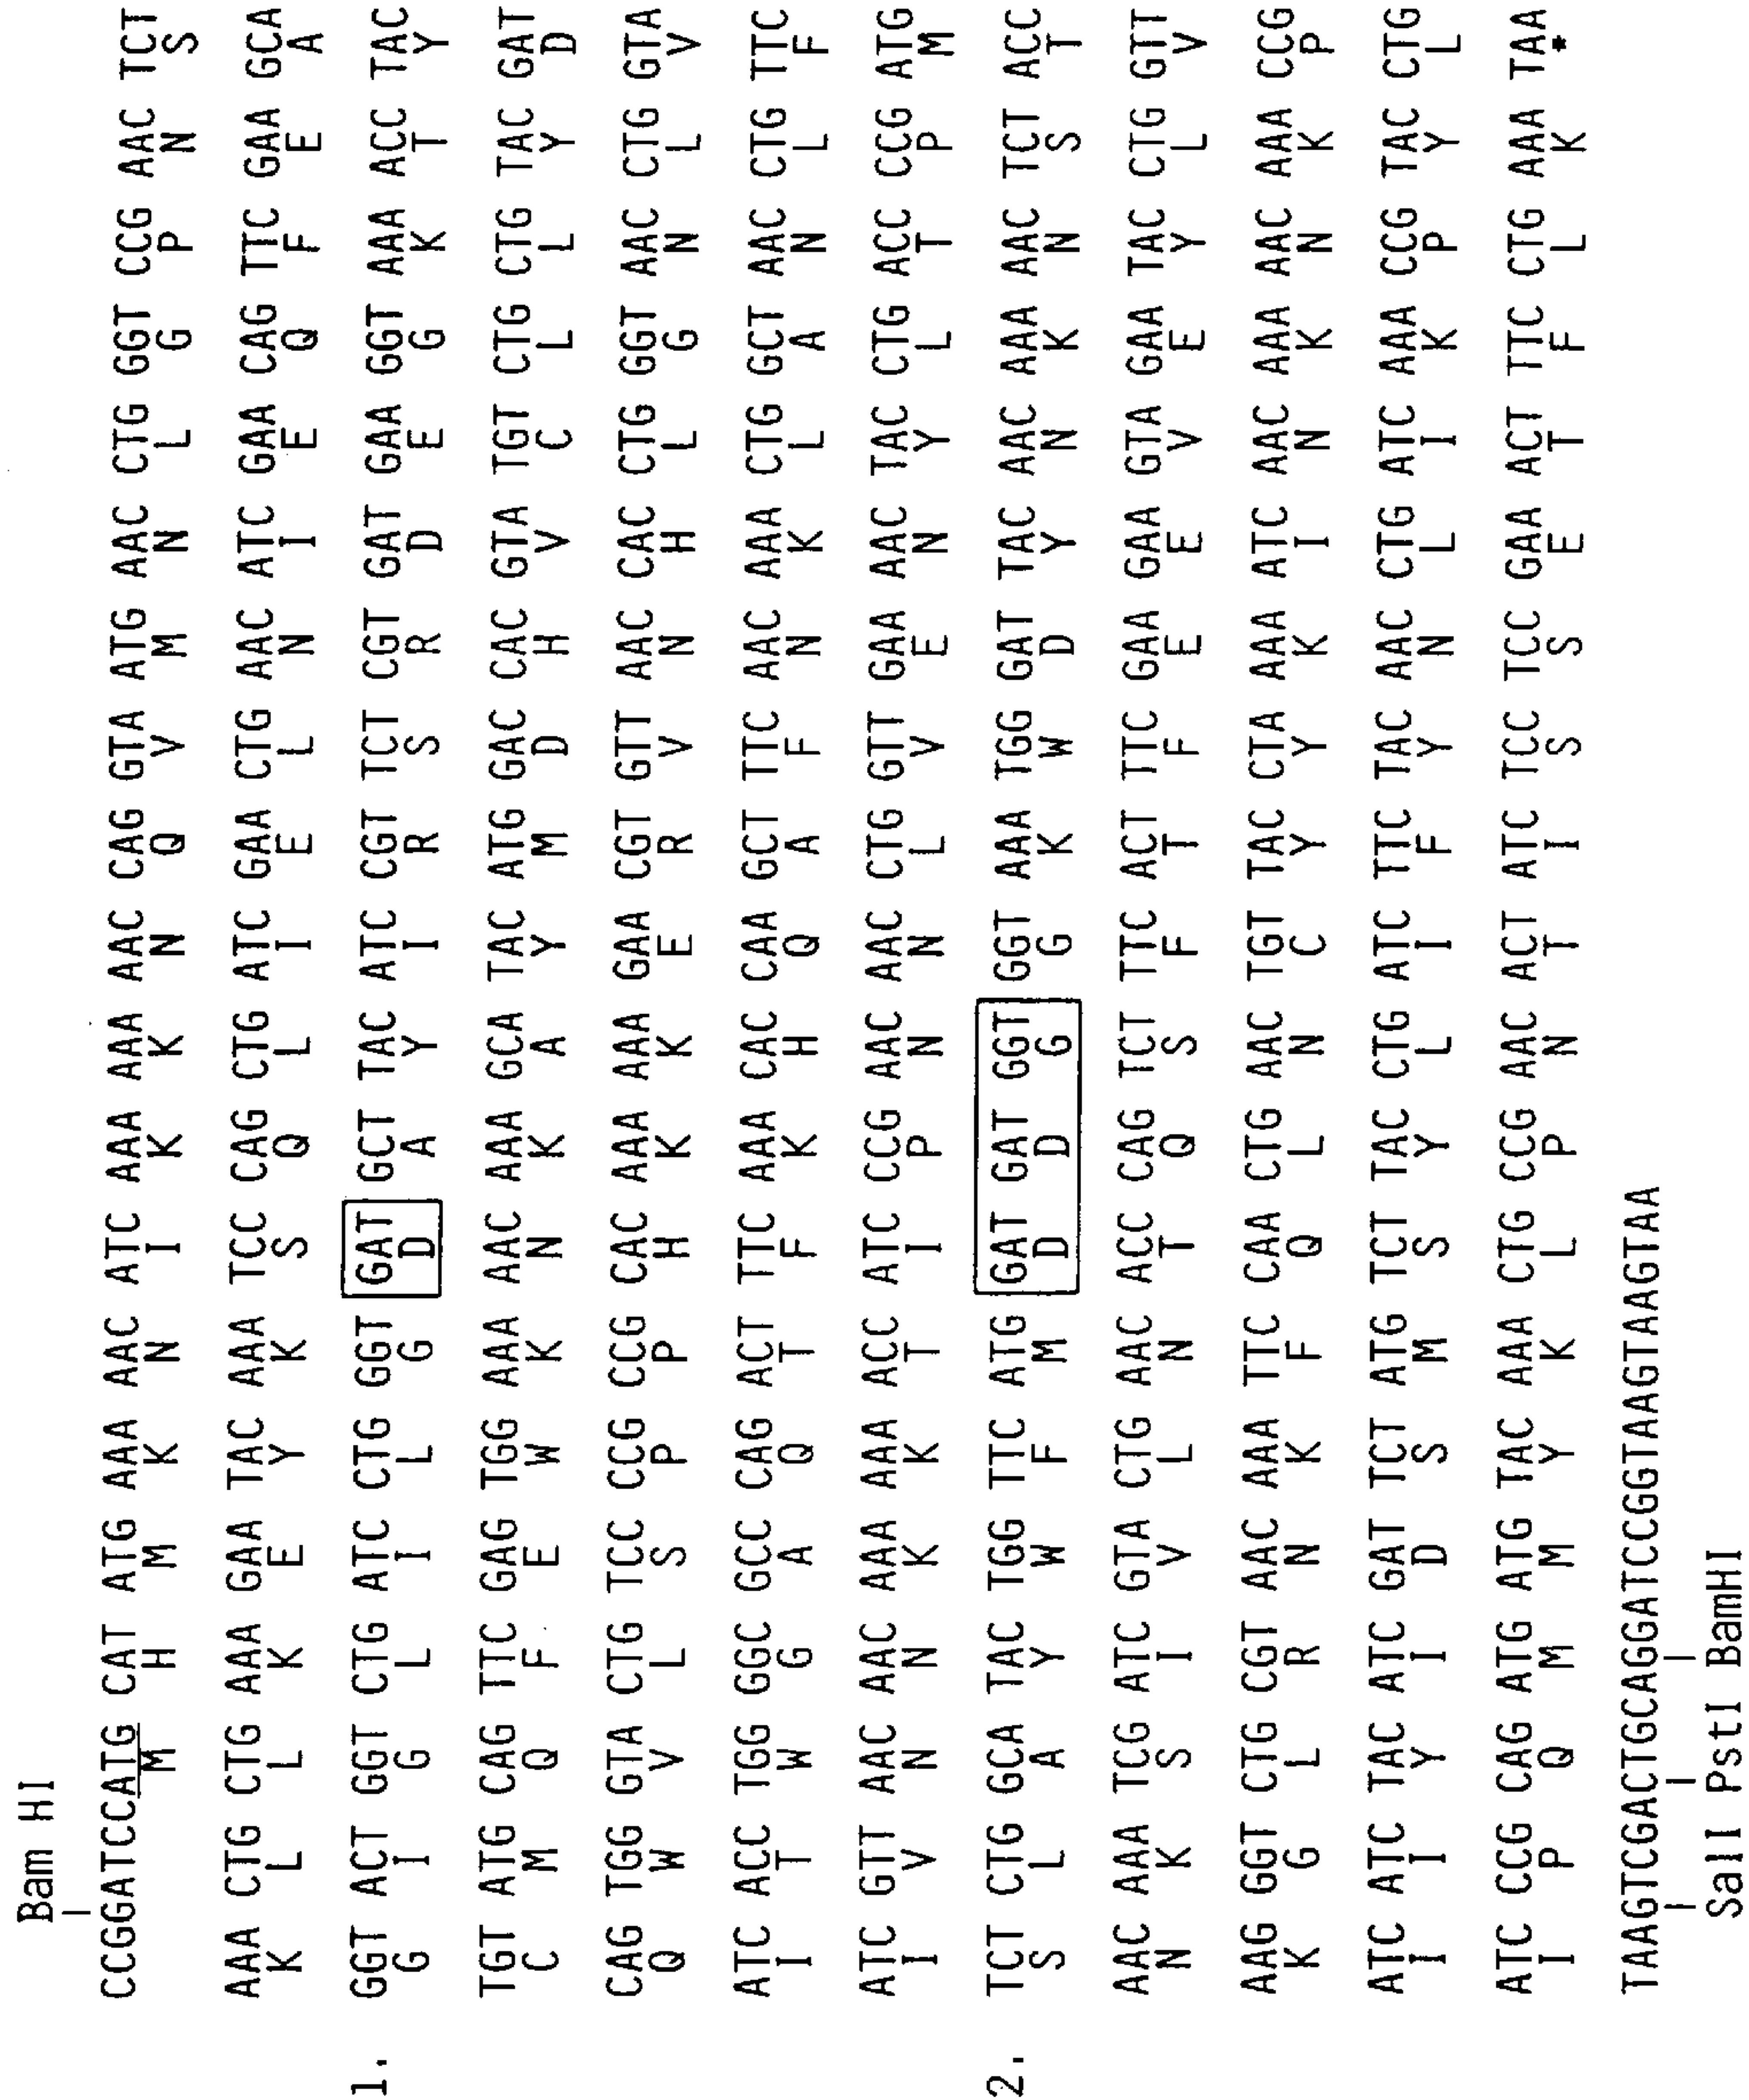 Bam HI
CCGGATCCATG CAT ATG AAA AAC ATC AAA AAA AAC CAG GTA ATG AAC CTG GGT CCG AAC TCT
M H M K N I K K N Q V M N L G P N S
AAA CTG CTG AAA GAA TAC AAA TCC CAG CTG ATC GAA CTG AAC ATC GAA CAG TTC GAA GCA
K L L K E Y K S Q L I E L N I E Q F E A
1. GGT ACT GGT CTG ATC CTG GGT GAT GCT TAC ATC CGT TCT CGT GAT GAA GGT AAA ACC TAC
G I G L I L G D A Y I R S R D E G K T Y
TGT ATG CAG TTC GAG TGG AAA AAC AAA GCA TAC ATG GAC CAC GTA TGT CTG CTG TAC GAT
C M Q F E W K N K A Y M D H V C L L Y D
CAG TGG GTA CTG TCC CCG CCG CAC AAA AAA GAA CGT GTT AAC CAC CTG GGT AAC CTG GTA
Q W V L S P P H K K E R V N H L G N L V
ATC ACC TGG GGC GCC CAG ACT TTC AAA CAC CAA GCT TTC AAC AAA CTG GCT AAC CTG TTC
I T W G A Q T F K H Q A F N K L A N L F
ATC GTT AAC AAC AAA AAA ACC ATC CCG AAC AAC CTG GTT GAA AAC TAC CTG ACC CCG ATG
I V N N K K T I P N N L V E N Y L T P M
2. TCT CTG GCA TAC TGG TTC ATG GAT GAT GGT GGT AAA TGG GAT TAC AAC AAA AAC TCT ACC
S L A Y W F M D D G G K W D Y N K N S T
AAC AAA TCG ATC GTA CTG AAC ACC CAG TCT TTC ACT TTC GAA GAA GTA GAA TAC CTG GTT
N K S I V L N T Q S F T F E E V E Y L V
AAG GGT CTG CGT AAC AAA TTC CAA CTG AAC TGT TAC CTA AAA ATC AAC AAA AAC AAA CCG
K G L R N K F Q L N C Y Y K I N K N K P
ATC ATC TAC ATC GAT TCT ATG TCT TAC CTG ATC TTC TAC AAC CTG ATC AAA CCG TAC CTG
I I Y I D S M S Y L I F Y N L I K P Y L
ATC CCG CAG ATG ATG TAC AAA CTG CCG AAC ACT ATC TCC TCC GAA ACT TTC CTG AAA TAA
I P Q M M Y K L P N T I S S E T F L K *
TAAGTCGACTGCAGGATCCGGTAAGTAAGTAA
SalI PstI BamHI